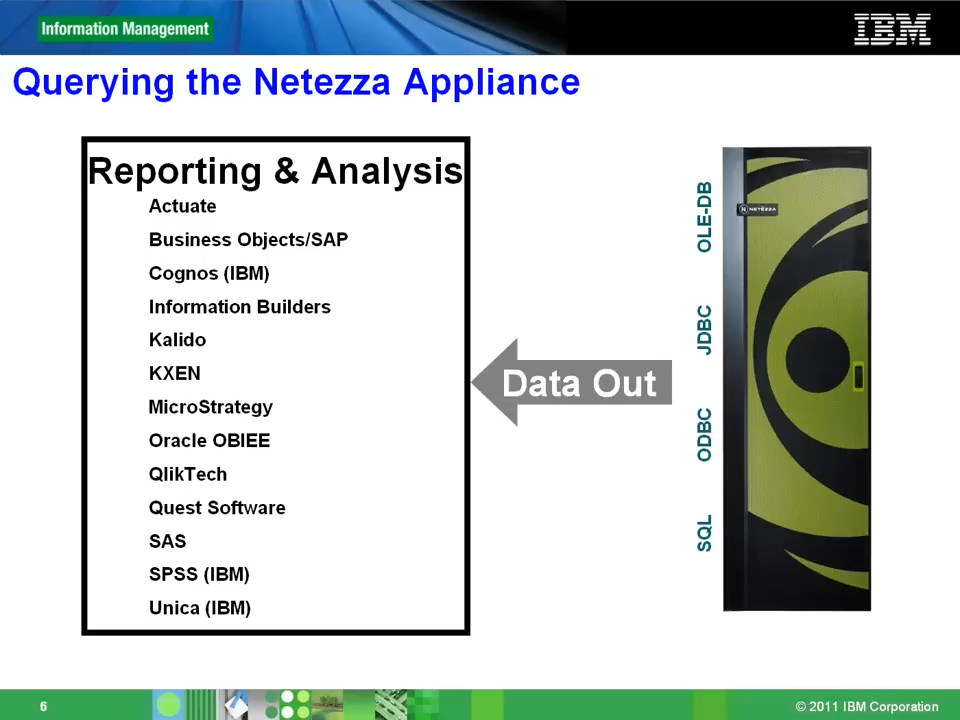 Information Management
IBM
Querying the Netezza Appliance
Reporting & Analysis
Actuate
Business Objects/SAP
Cognos (IBM)
Information Builders
Kalido
KXEN
MicroStrategy
Oracle OBIEE
QlikTech
Quest Software
SAS
SPSS (IBM)
Unica (IBM)
Data Out
OLE-DB
JDBC
ODBC
SQL
NETEZZA
6
© 2011 IBM Corporation